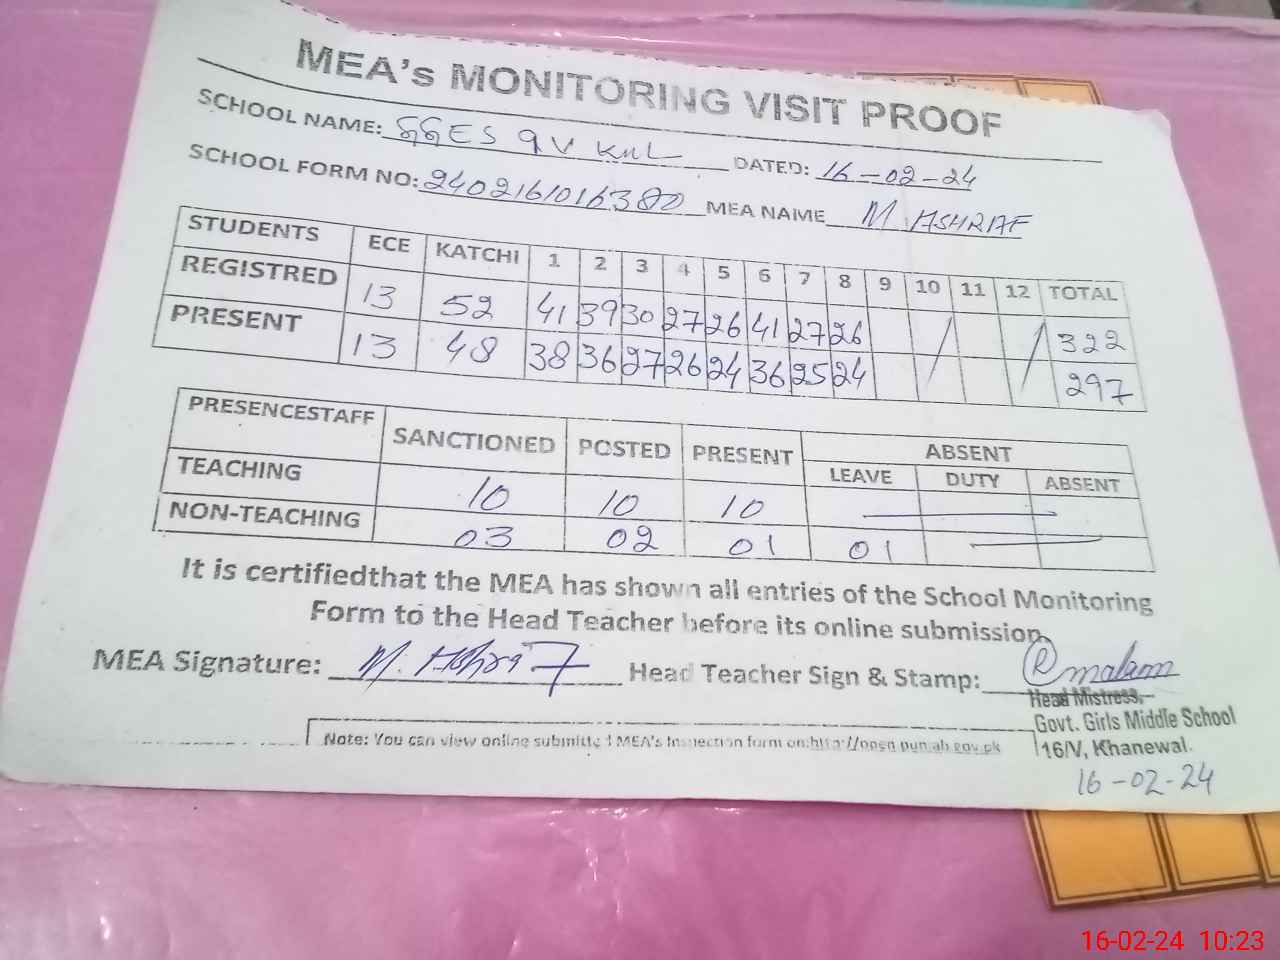 MEA's MONITORING VISIT PROOF
SCHOOL NAME: GGES 9V KWL DATED: 16-02-24
SCHOOL FORM NO: 2402161016380 MEA NAME M ASHRAF
STUDENTS ECE KATCHI 1 2 3 4 5 6 7 8 9 10 11 12 TOTAL
REGISTRED 13 52 41 39 30 27 26 41 27 26 322
PRESENT 13 48 38 36 27 26 24 36 25 24 297
PRESENCESTAFF SANCTIONED POSTED PRESENT ABSENT
LEAVE DUTY ABSENT
TEACHING 10 10 10
NON-TEACHING 03 02 01 01
It is certifiedthat the MEA has shown all entries of the School Monitoring
Form to the Head Teacher before its online submission
MEA Signature: M. Ashraf Head Teacher Sign & Stamp:
Head Mistress,
Govt. Girls Middle School
16/V, Khanewal.
16-02-24
Note: You can view online submitted MEA's Inspection form on:
16-02-24 10:23